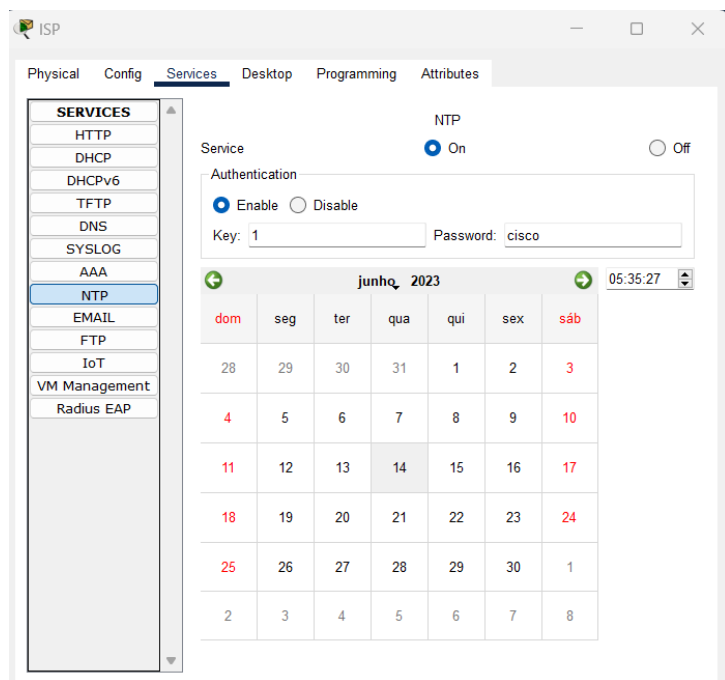 ISP
Physical Config Services Desktop Programming Attributes
SERVICES
HTTP
DHCP
DHCPv6
TFTP
DNS
SYSLOG
AAA
NTP
EMAIL
FTP
IoT
VM Management
Radius EAP
NTP
Service On Off
Authentication
Enable Disable
Key: 1 Password: cisco
junho 2023 05:35:27
dom seg ter qua qui sex sáb
28 29 30 31 1 2 3
4 5 6 7 8 9 10
11 12 13 14 15 16 17
18 19 20 21 22 23 24
25 26 27 28 29 30 1
2 3 4 5 6 7 8